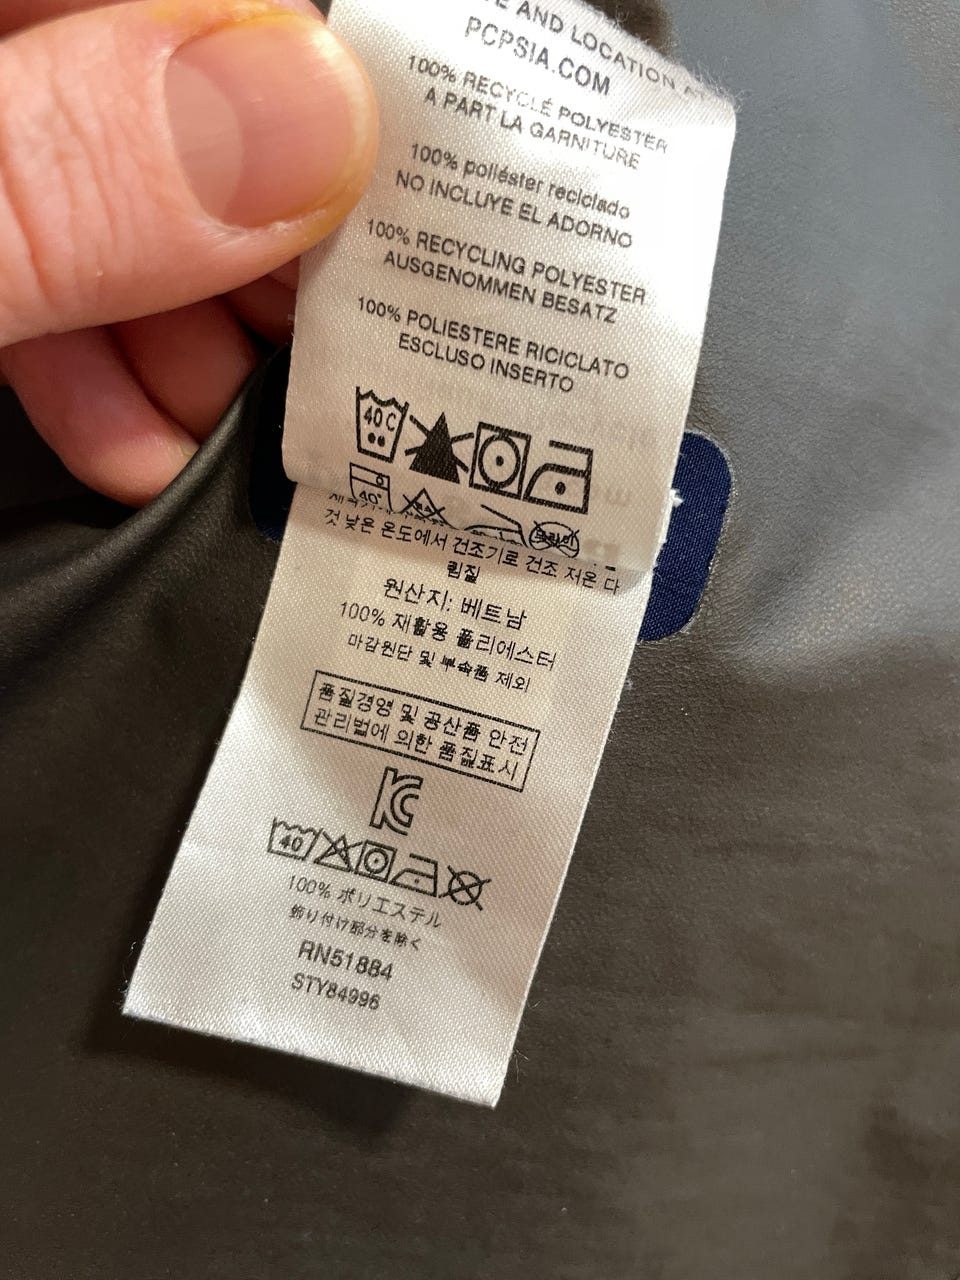 AND LOCATION
PCPSIA.COM
100% RECYCLÉ POLYESTER
A PART LA GARNITURE
100% poliéster reciclado
NO INCLUYE EL ADORNO
100% RECYCLING POLYESTER
AUSGENOMMEN BESATZ
100% POLIESTERE RICICLATO
ESCLUSO INSERTO
40 C
40°
것 낮은 온도에서 건조기로 건조 저온 다
림질
원산지: 베트남
100% 재활용 폴리에스터
마감원단 및 부속품 제외
품질경영 및 공산품 안전
관리법에 의한 품질표시
40
100% ポリエステル
飾り付け部分を除く
RN51884
STY84996